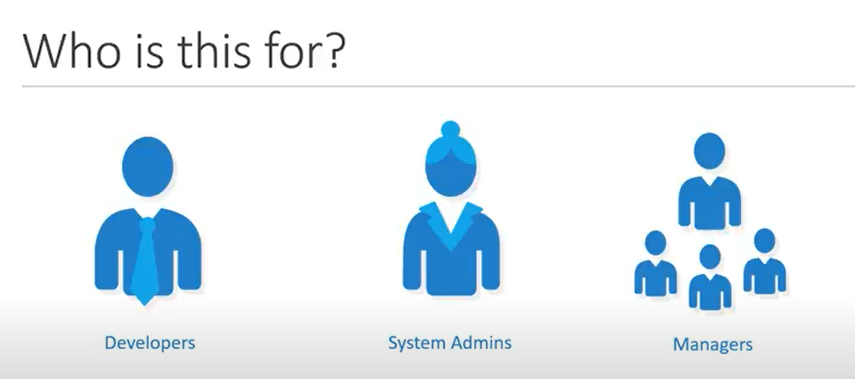 Who is this for?
Developers
System Admins
Managers